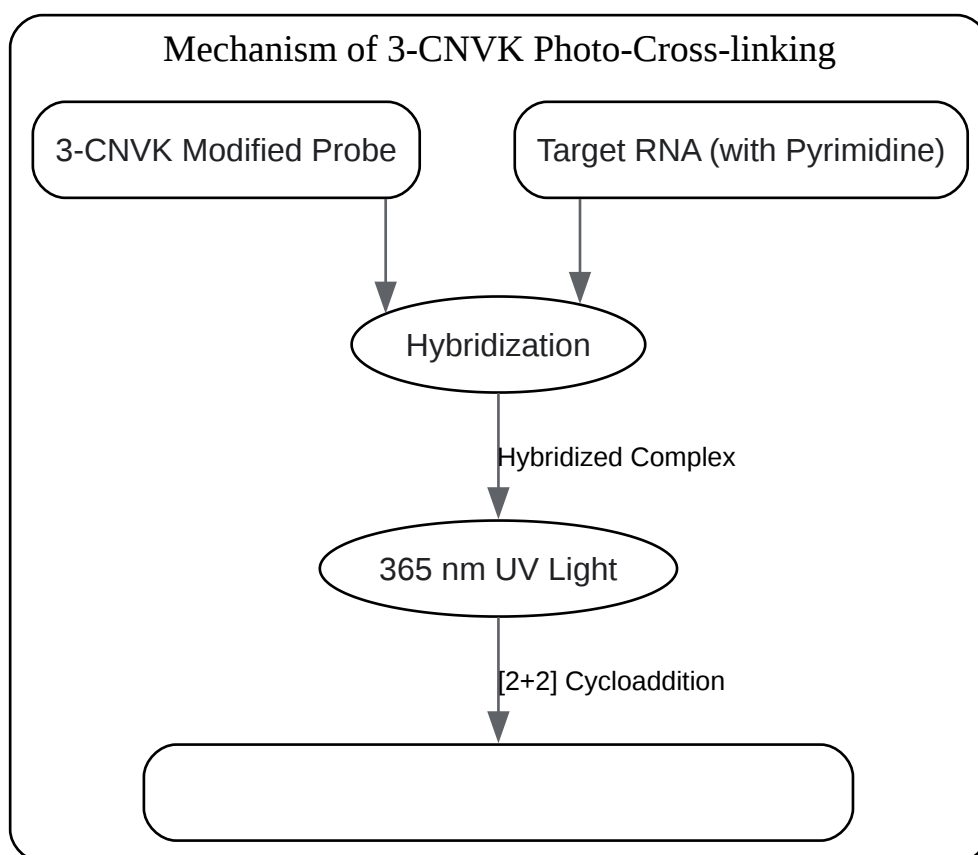 Mechanism of 3-CNVK Photo-Cross-linking
3-CNVK Modified Probe
Target RNA (with Pyrimidine)
Hybridization
Hybridized Complex
365 nm UV Light
[2+2] Cycloaddition